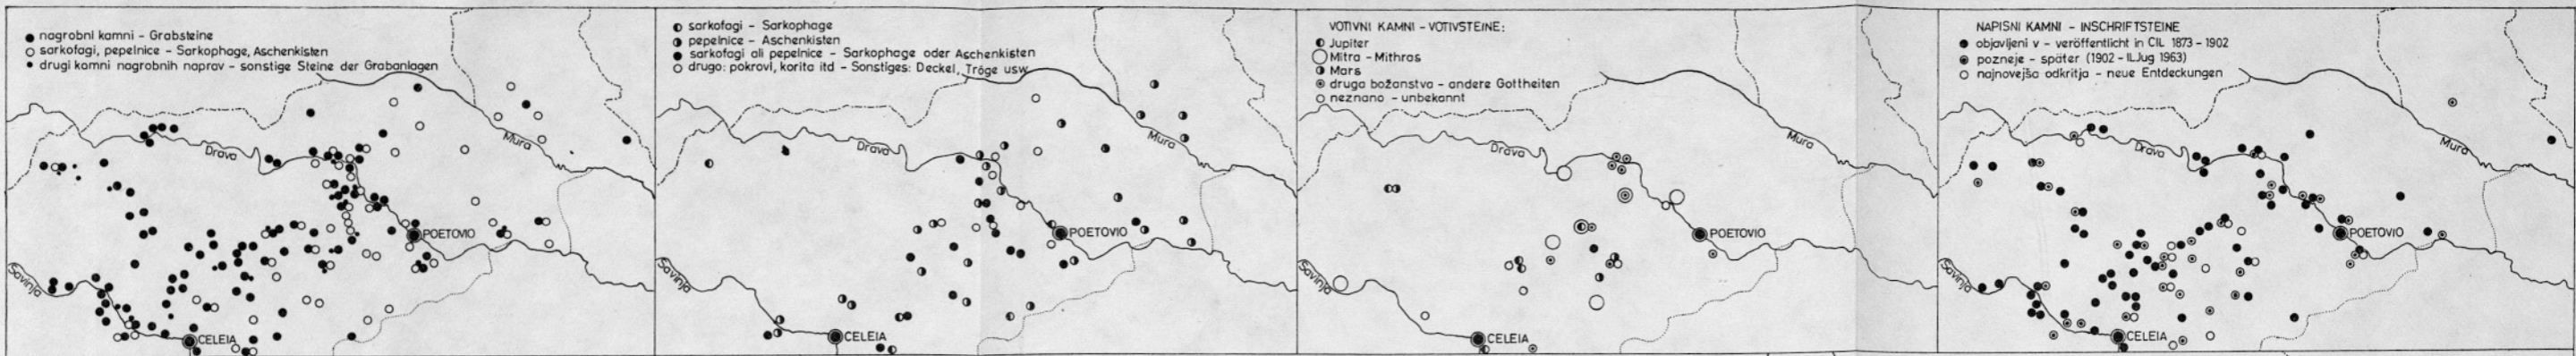 nagrobni kamni - Grabsteine
sarkofagi, pepelnice - Sarkophage, Aschenkisten
drugi kamni nagrobnih naprav - sonstige Steine der Grabanlagen
Drava
Mura
POETOVIO
Savinja
CELEIA
sarkofagi - Sarkophage
pepelnice - Aschenkisten
sarkofagi ali pepelnice - Sarkophage oder Aschenkisten
drugo: pokrovi, korita itd - Sonstiges: Deckel, Tröge usw
Drava
Mura
POETOVIO
Savinja
CELEIA
VOTIVNI KAMNI - VOTIVSTEINE:
Jupiter
Mitra - Mithras
Mars
druga božanstva - andere Gottheiten
neznano - unbekannt
Drava
Mura
POETOVIO
Savinja
CELEIA
NAPISNI KAMNI - INSCHRIFTSTEINE
objavljeni v - veröffentlicht in CIL 1873 - 1902
pozneje - später (1902 - ILJug 1963)
najnovejša odkritja - neue Entdeckungen
Drava
Mura
POETOVIO
Savinja
CELEIA